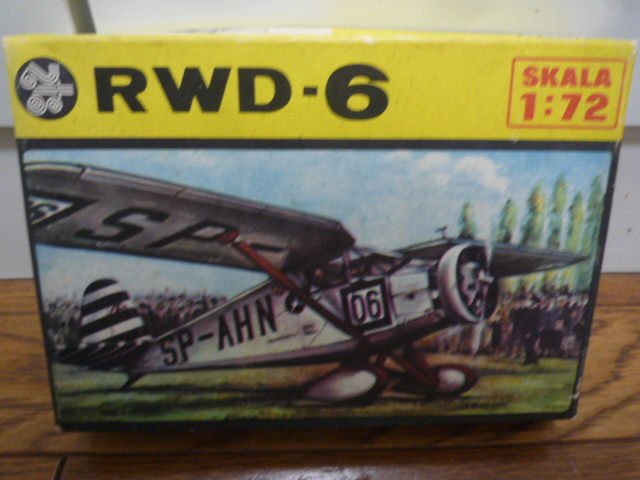 RWD-6
SKALA
1:72
SP-
06
SP-AHN